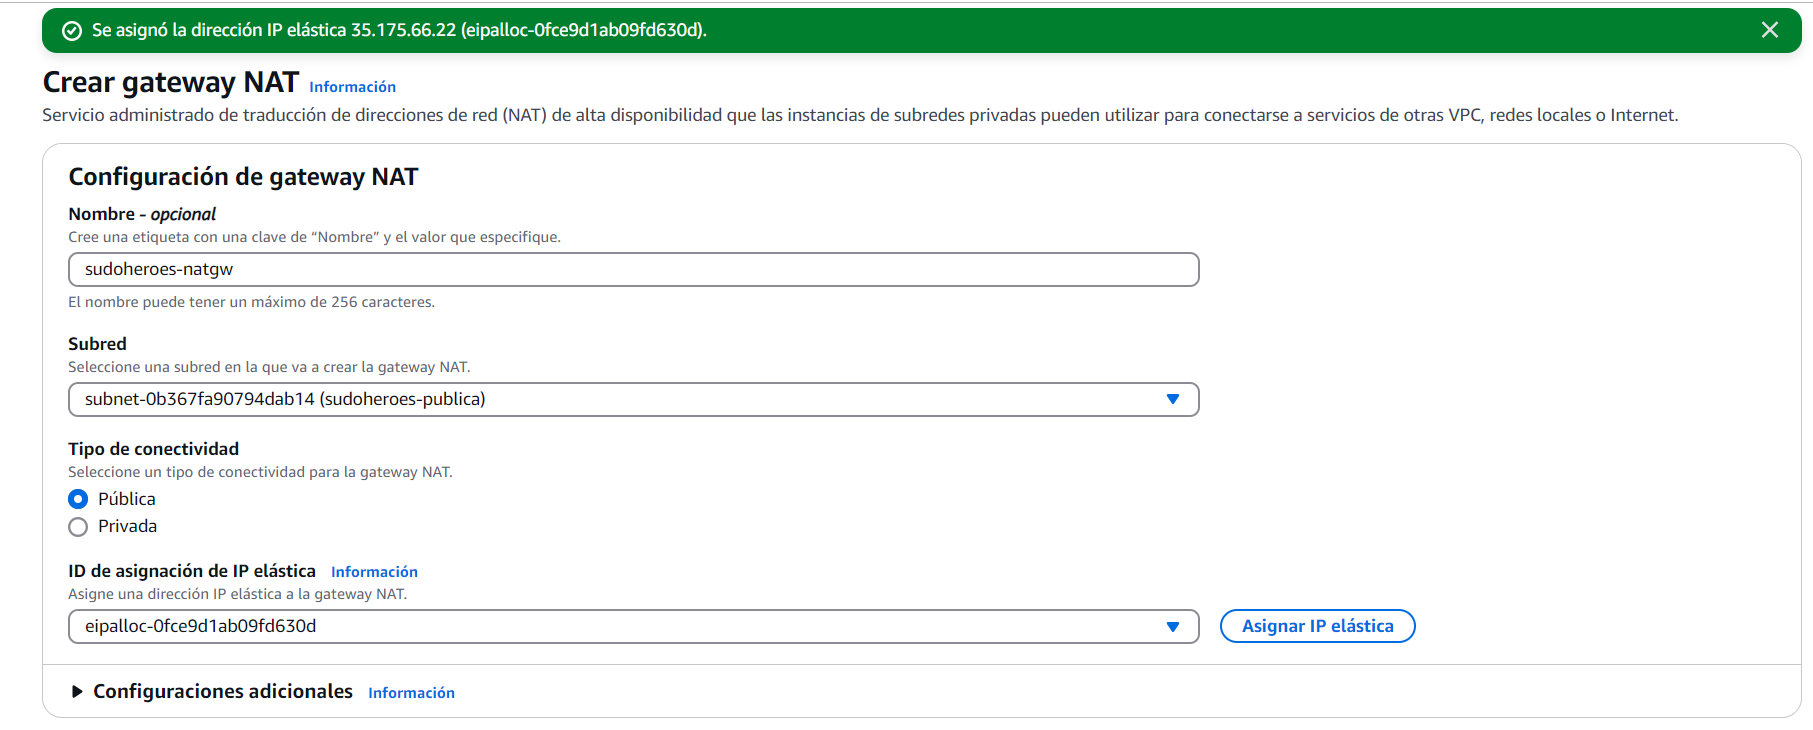 Se asignó la dirección IP elástica 35.175.66.22 (eipalloc-0fce9d1ab09fd630d).
Crear gateway NAT Información
Servicio administrado de traducción de direcciones de red (NAT) de alta disponibilidad que las instancias de subredes privadas pueden utilizar para conectarse a servicios de otras VPC, redes locales o Internet.
Configuración de gateway NAT
Nombre - opcional
Cree una etiqueta con una clave de “Nombre” y el valor que especifique.
sudoheroes-natgw
El nombre puede tener un máximo de 256 caracteres.
Subred
Seleccione una subred en la que va a crear la gateway NAT.
subnet-0b367fa90794dab14 (sudoheroes-publica)
Tipo de conectividad
Seleccione un tipo de conectividad para la gateway NAT.
Pública
Privada
ID de asignación de IP elástica Información
Asigne una dirección IP elástica a la gateway NAT.
eipalloc-0fce9d1ab09fd630d Asignar IP elástica
Configuraciones adicionales Información